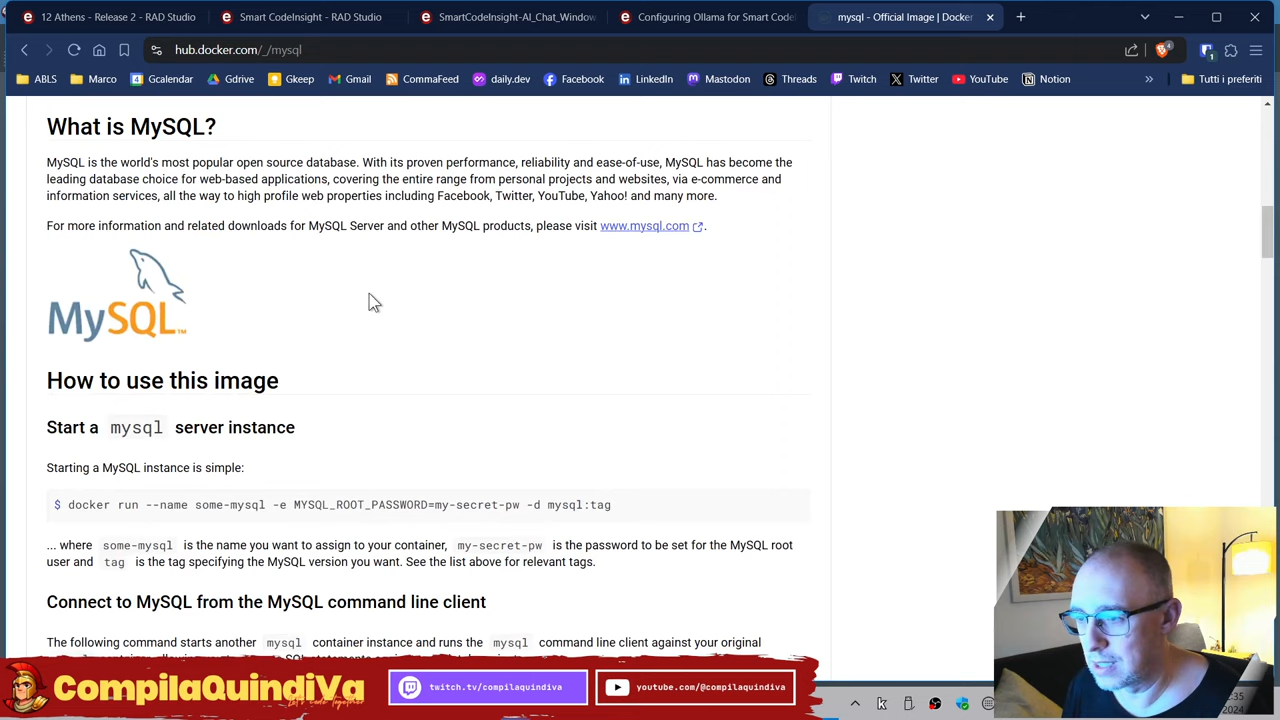 12 Athens - Release 2 - RAD Studio
Smart CodeInsight - RAD Studio
SmartCodeInsight-AI_Chat_Window
Configuring Ollama for Smart CodeI
mysql - Official Image | Docker
hub.docker.com/_/mysql
4
1
ABLS
Marco
Gcalendar
Gdrive
Gkeep
Gmail
CommaFeed
daily.dev
Facebook
LinkedIn
Mastodon
Threads
Twitch
Twitter
YouTube
Notion
Tutti i preferiti
What is MySQL?
MySQL is the world's most popular open source database. With its proven performance, reliability and ease-of-use, MySQL has become the
leading database choice for web-based applications, covering the entire range from personal projects and websites, via e-commerce and
information services, all the way to high profile web properties including Facebook, Twitter, YouTube, Yahoo! and many more.
For more information and related downloads for MySQL Server and other MySQL products, please visit www.mysql.com.
MySQL™
How to use this image
Start a mysql server instance
Starting a MySQL instance is simple:
$ docker run --name some-mysql -e MYSQL_ROOT_PASSWORD=my-secret-pw -d mysql:tag
... where some-mysql is the name you want to assign to your container, my-secret-pw is the password to be set for the MySQL root
user and tag is the tag specifying the MySQL version you want. See the list above for relevant tags.
Connect to MySQL from the MySQL command line client
The following command starts another mysql container instance and runs the mysql command line client against your original
CompilaQuindiVa
Let's Code Together
twitch.tv/compilaquindiva
youtube.com/@compilaquindiva